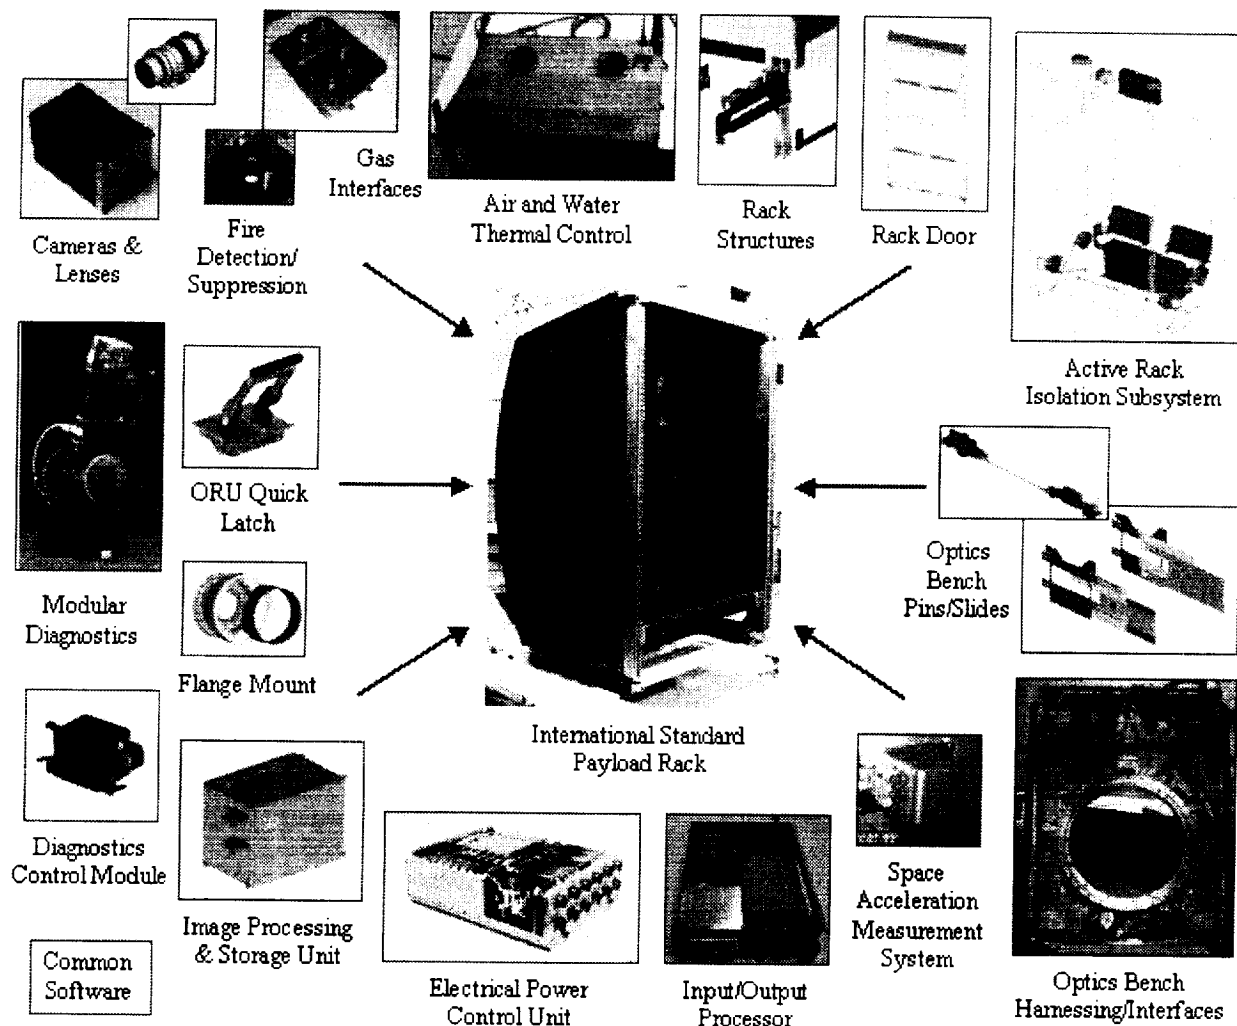 Gas
Interfaces
Air and Water
Thermal Control
Rack
Structures
Rack Door
Cameras &
Lenses
Fire
Detection/
Suppression
Active Rack
Isolation Subsystem
ORU Quick
Latch
Optics
Bench
Pins/Slides
Modular
Diagnostics
Flange Mount
International Standard
Payload Rack
Diagnostics
Control Module
Image Processing
& Storage Unit
Space
Acceleration
Measurement
System
Common
Software
Electrical Power
Control Unit
Input/Output
Processor
Optics Bench
Harnessing/Interfaces